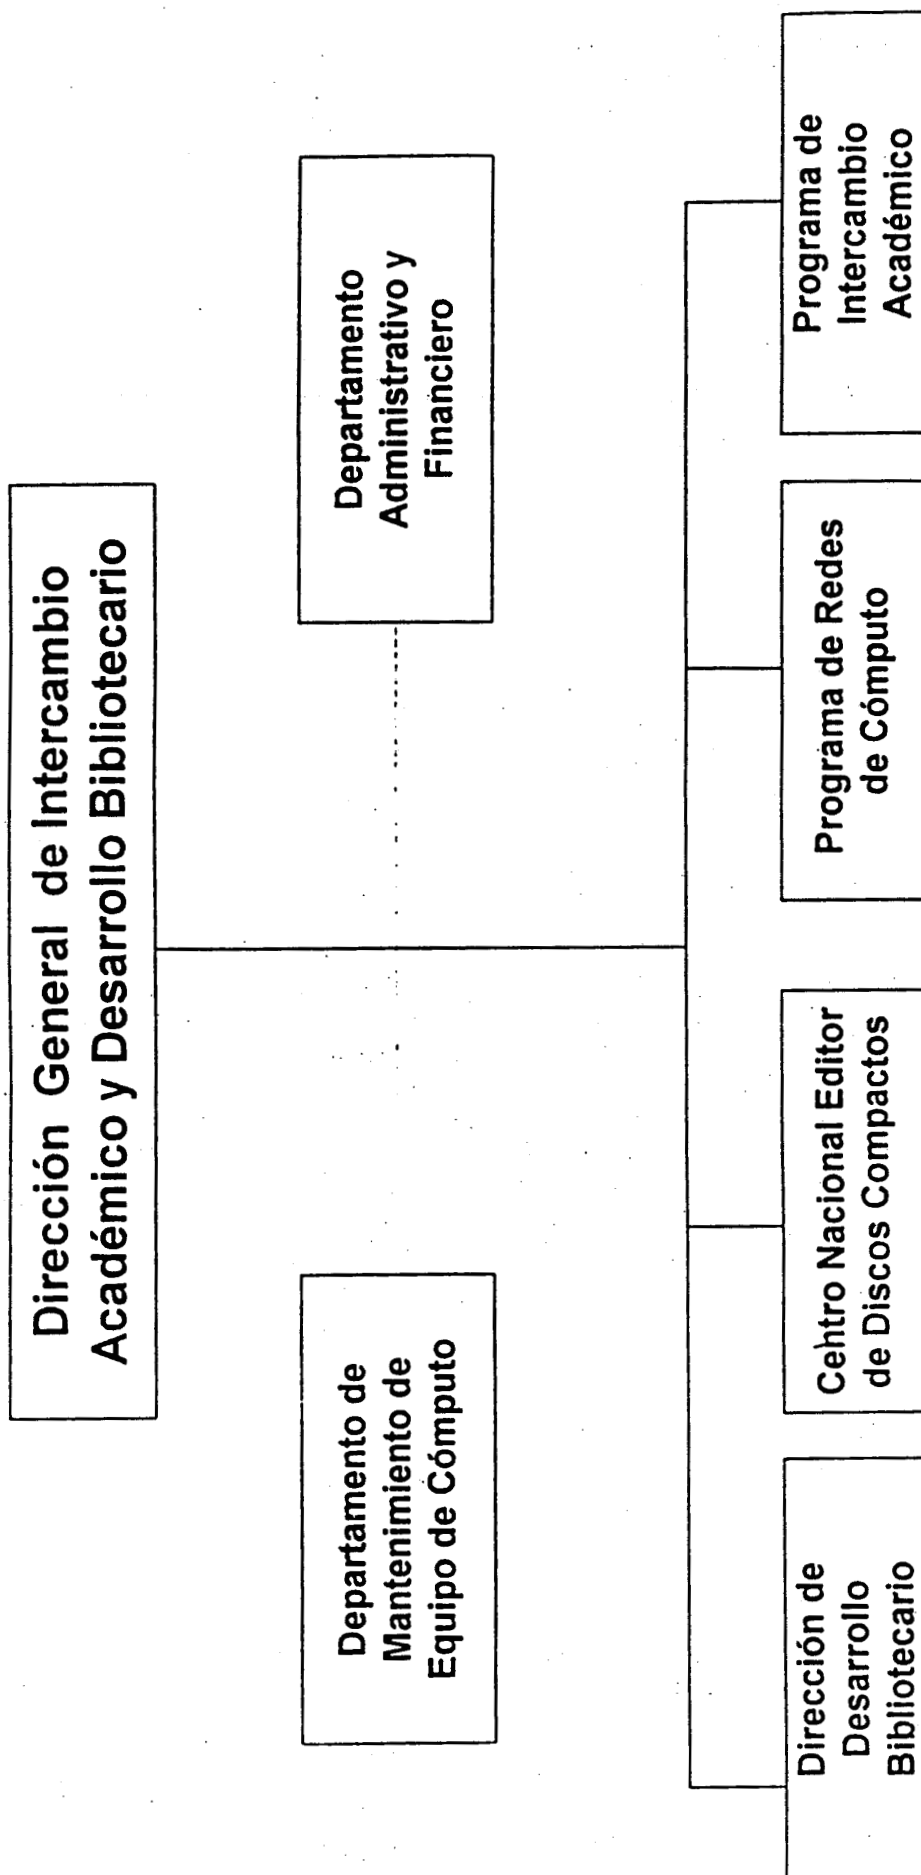 Dirección General de Intercambio
Académico y Desarrollo Bibliotecario
Departamento de
Mantenimiento de
Equipo de Cómputo
Departamento
Administrativo y
Financiero
Dirección de
Desarrollo
Bibliotecario
Centro Nacional Editor
de Discos Compactos
Programa de Redes
de Cómputo
Programa de
Intercambio
Académico